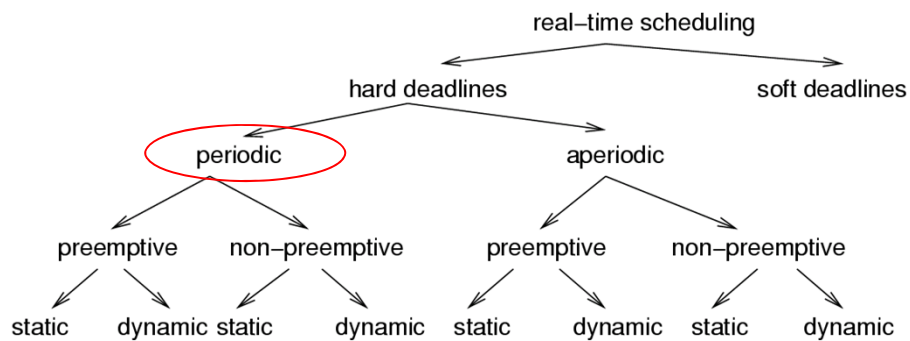 real−time scheduling
hard deadlines soft deadlines
periodic aperiodic
preemptive non−preemptive preemptive non−preemptive
static dynamic static dynamic static dynamic static dynamic